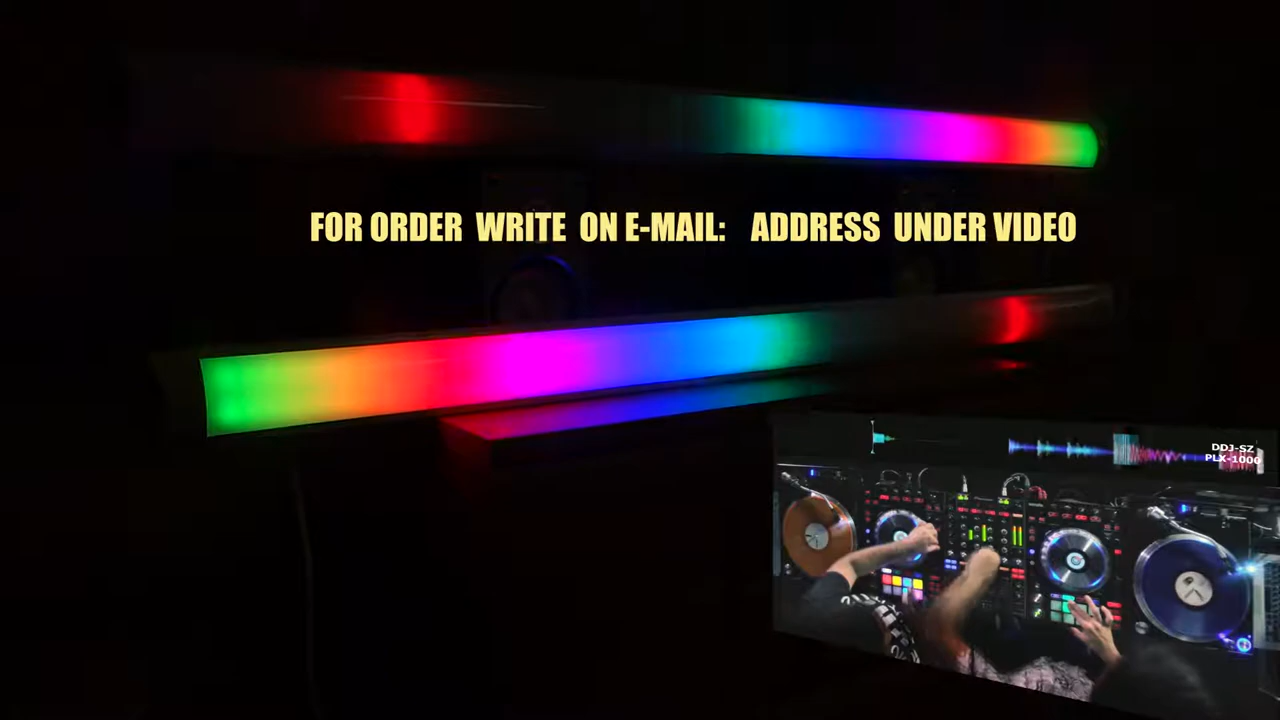 FOR ORDER WRITE ON E-MAIL: ADDRESS UNDER VIDEO
DDJ-SZ
PLX-1000